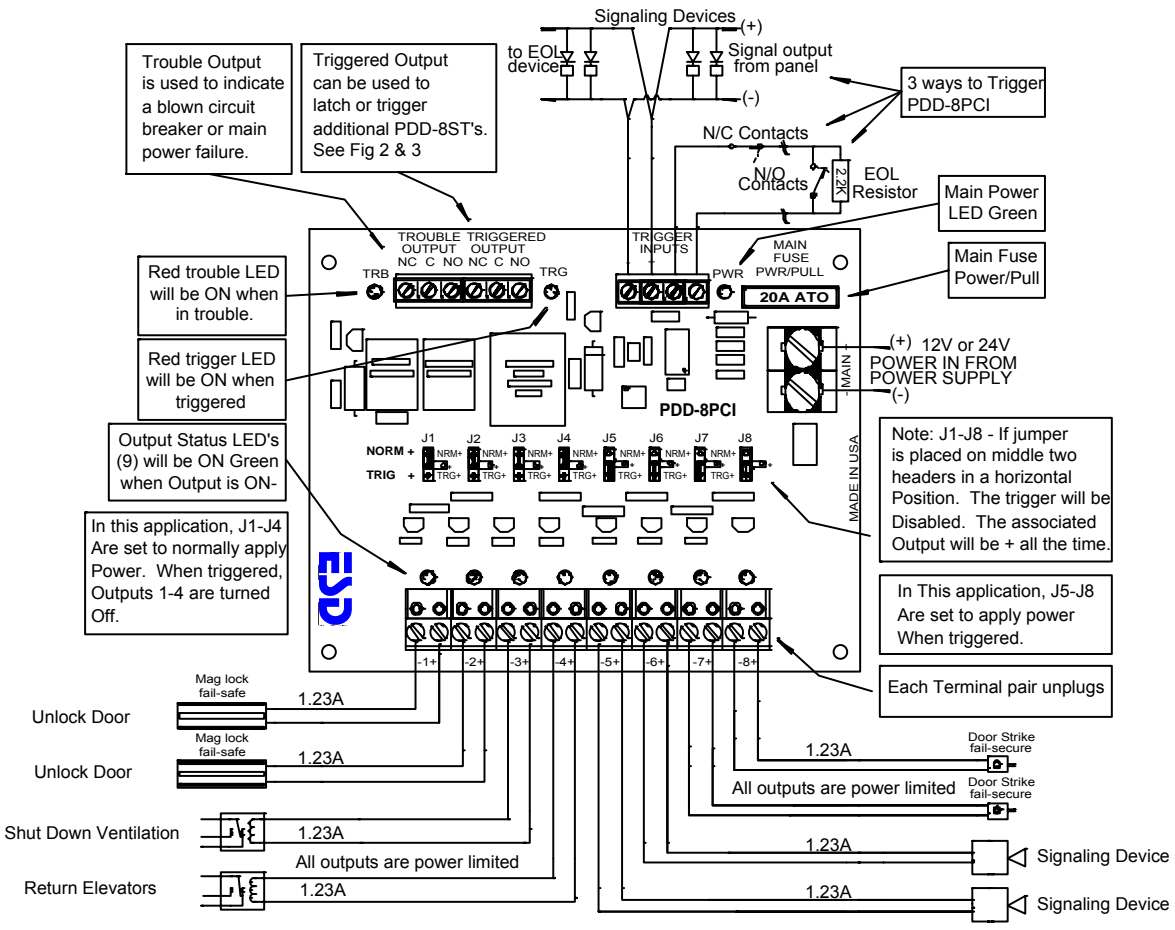 Signaling Devices
(+)
to EOL
device
Signal output
from panel
(-)
Trouble Output
is used to indicate
a blown circuit
breaker or main
power failure.
Triggered Output
can be used to
latch or trigger
additional PDD-8ST's.
See Fig 2 & 3
3 ways to Trigger
PDD-8PCI
N/C Contacts
N/O
Contacts
2.2K
EOL
Resistor
Main Power
LED Green
Main Fuse
Power/Pull
TROUBLE
OUTPUT
NC C NO
TRIGGERED
OUTPUT
NC C NO
TRIGGER
INPUTS
MAIN
FUSE
PWR/PULL
TRB
TRG
PWR
20A ATO
Red trouble LED
will be ON when
in trouble.
Red trigger LED
will be ON when
triggered
- MAIN +
(+) 12V or 24V
POWER IN FROM
POWER SUPPLY
(-)
PDD-8PCI
Output Status LED's
(9) will be ON Green
when Output is ON-
J1 J2 J3 J4 J5 J6 J7 J8
NORM +
NRM+ NRM+ NRM+ NRM+ NRM+ NRM+ NRM+
+
TRIG +
TRG+ TRG+ TRG+ TRG+ TRG+ TRG+ TRG+
MADE IN USA
Note: J1-J8 - If jumper
is placed on middle two
headers in a horizontal
Position. The trigger will be
Disabled. The associated
Output will be + all the time.
In this application, J1-J4
Are set to normally apply
Power. When triggered,
Outputs 1-4 are turned
Off.
ESD
In This application, J5-J8
Are set to apply power
When triggered.
-1+ -2+ -3+ -4+ -5+ -6+ -7+ -8+
Each Terminal pair unplugs
Mag lock
fail-safe
1.23A
Unlock Door
Mag lock
fail-safe
1.23A
Unlock Door
Shut Down Ventilation
1.23A
All outputs are power limited
Return Elevators
1.23A
1.23A
Door Strike
fail-secure
All outputs are power limited
Door Strike
fail-secure
1.23A
Signaling Device
1.23A
Signaling Device